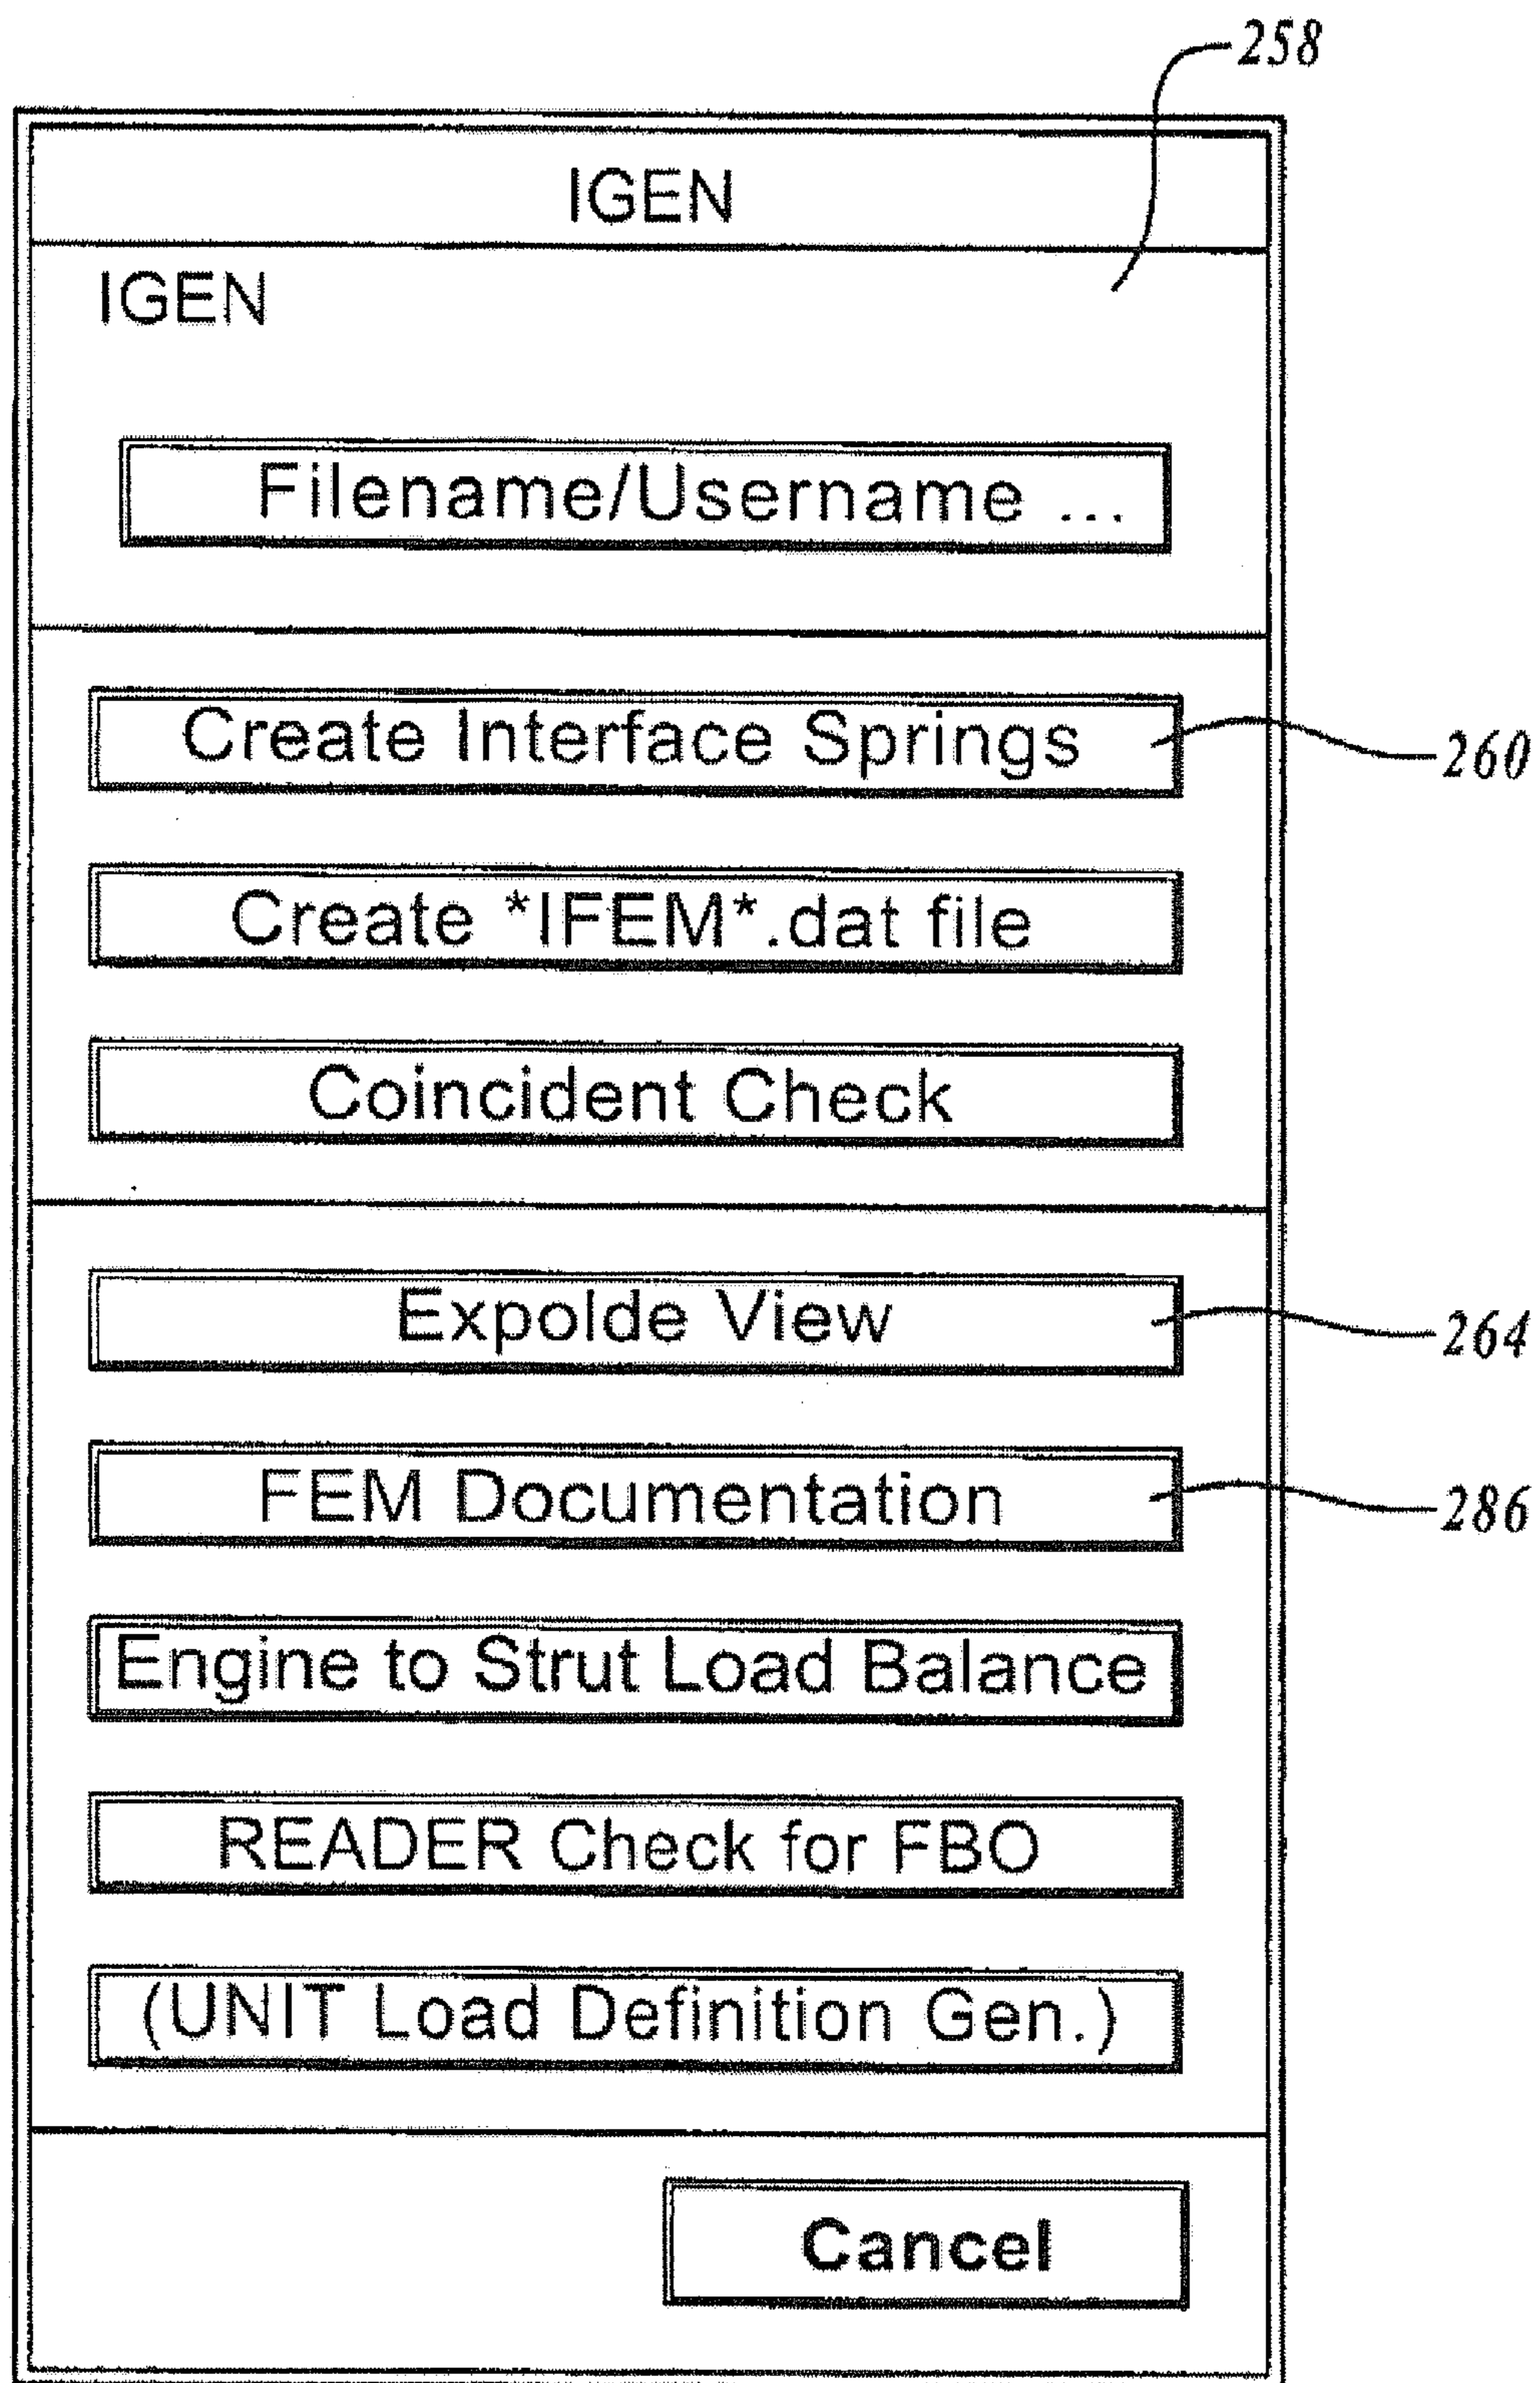 258
IGEN
IGEN
Filename/Username ...
Create Interface Springs
260
Create *IFEM*.dat file
Coincident Check
Expolde View
264
FEM Documentation
286
Engine to Strut Load Balance
READER Check for FBO
(UNIT Load Definition Gen.)
Cancel